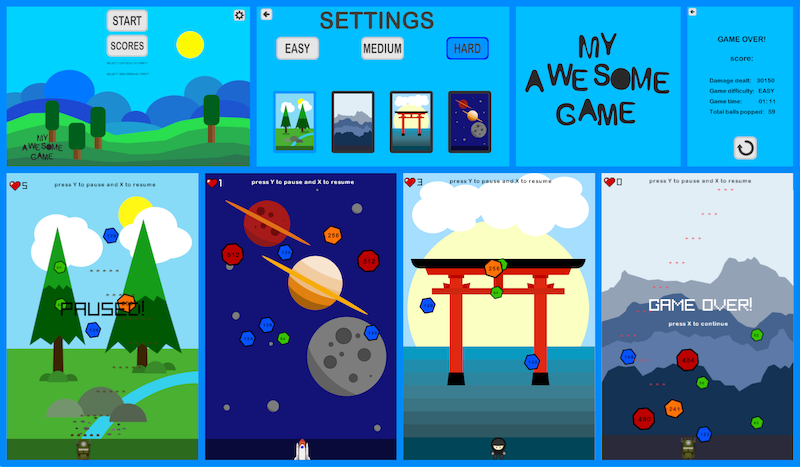 START
SCORES
MY
AWESOME
GAME
SETTINGS
EASY
MEDIUM
HARD
MY
AWESOME
GAME
GAME OVER!
score:
Damage dealt: 30150
Game difficulty: EASY
Game time: 01: 11
Total balls popped: 59
5
press Y to pause and X to resume
PAUSED!
1
press Y to pause and X to resume
256
512
512
3
press Y to pause and X to resume
256
0
press Y to pause and X to resume
GAME OVER!
press X to continue